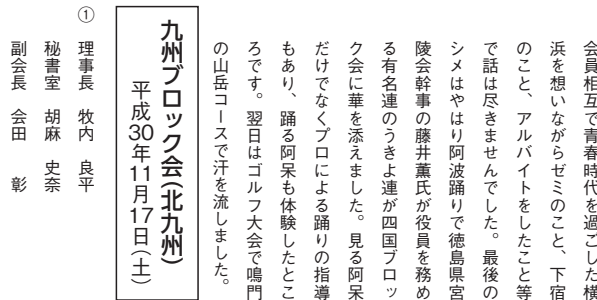 会員相互で青春時代を過ごした横
浜を想いながらゼミのこと、下宿
のこと、アルバイトをしたこと等
で話は尽きませんでした。最後の
シメはやはり阿波踊りで徳島県宮
陵会幹事の藤井薫氏が役員を務め
る有名連のうきよ連が四国ブロッ
ク会に華を添えました。見る阿呆
だけでなくプロによる踊りの指導
もあり、踊る阿呆も体験したとこ
ろです。翌日はゴルフ大会で鳴門
の山岳コースで汗を流しました。
九州ブロック会(北九州)
平成30年11月17日(土)
① 理事長 牧内 良平
秘書室 胡麻 史奈
副会長 会田 彰